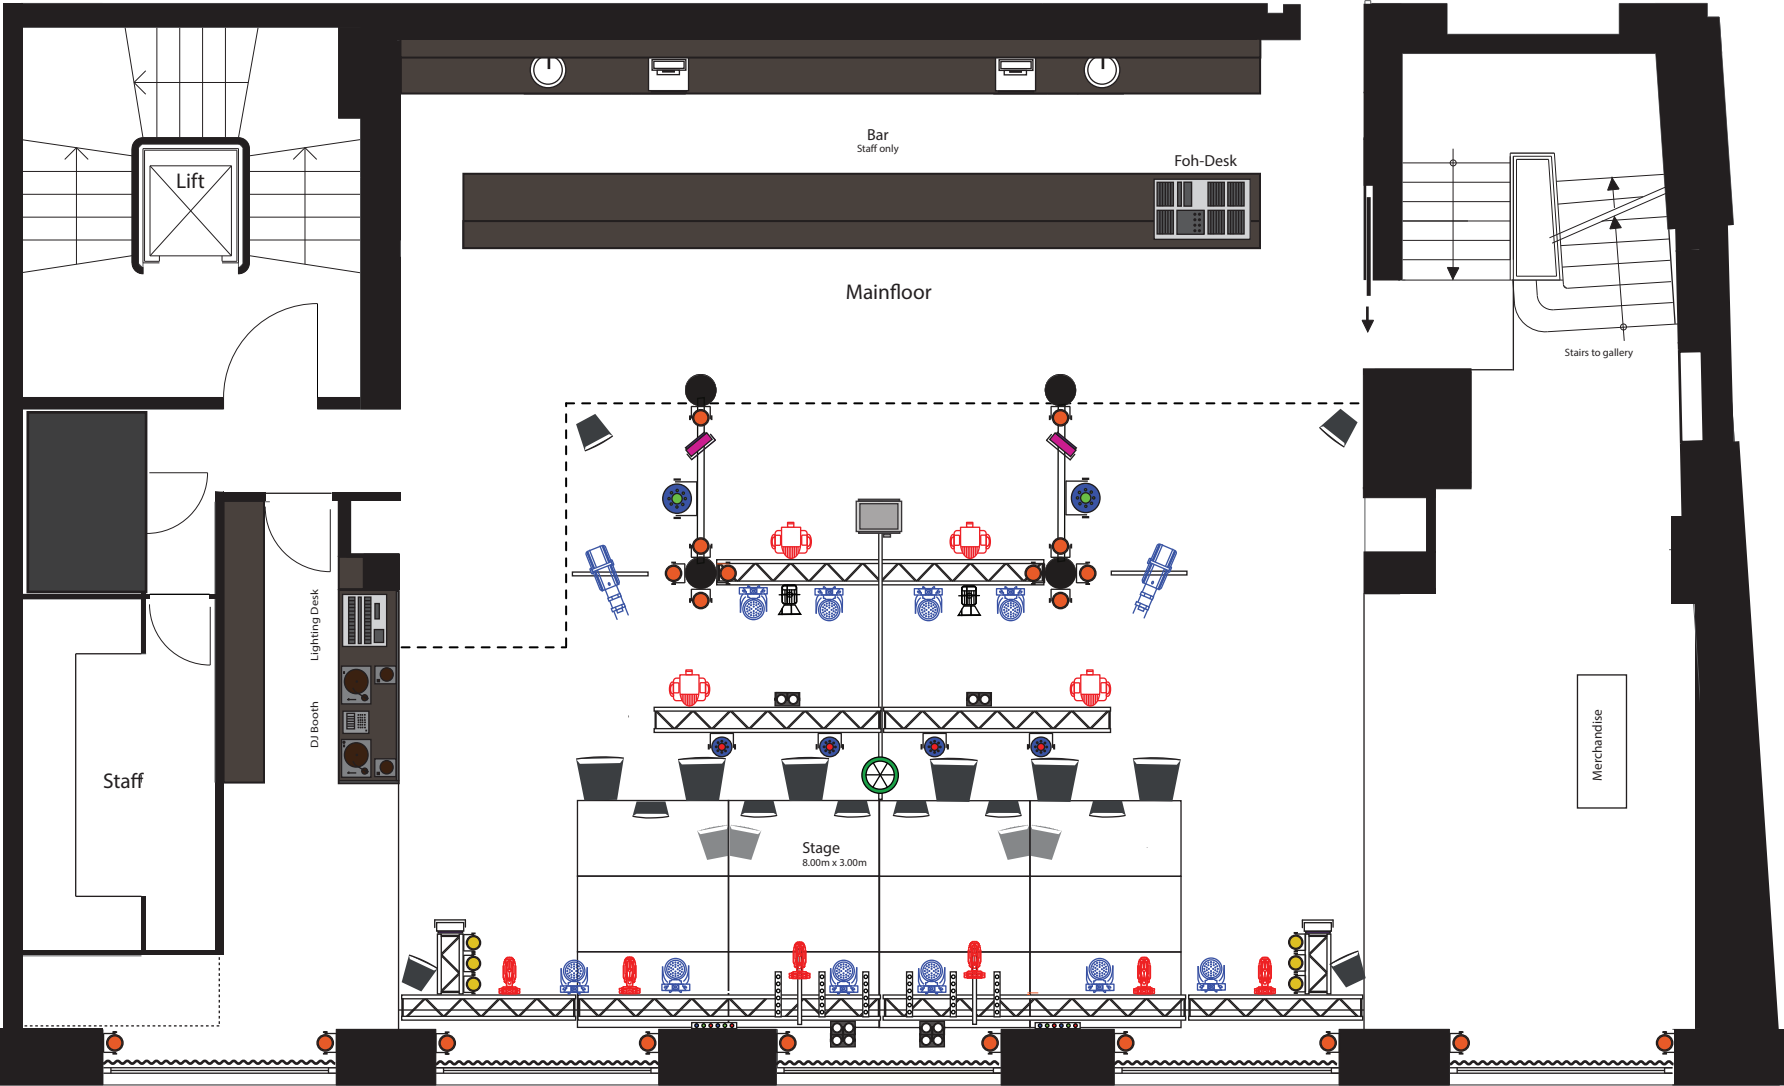 Bar
Staff only
Foh-Desk
Lift
Mainfloor
Stairs to gallery
Lighting Desk
DJ Booth
Staff
Merchandise
Stage
8.00m x 3.00m